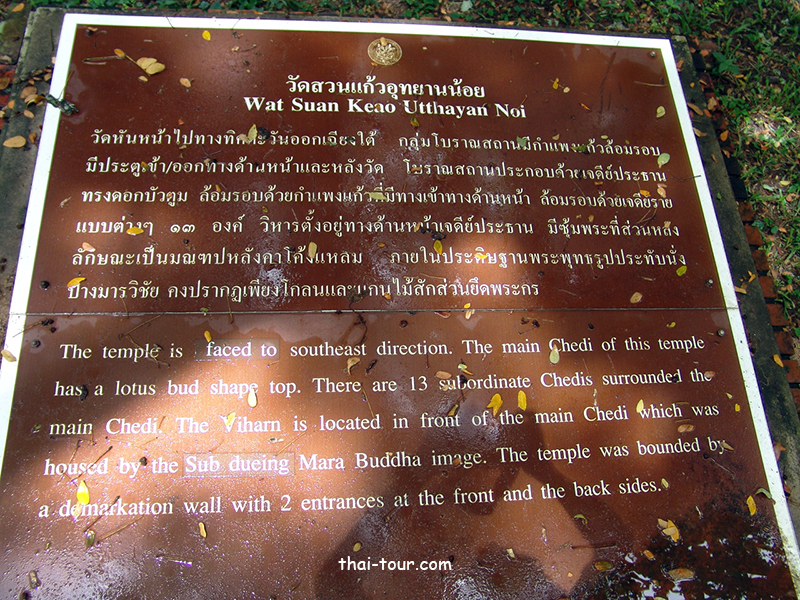 วัดสวนแก้วอุทยานน้อย
Wat Suan Keao Utthayan Noi
วัดหันหน้าไปทางทิศตะวันออกเฉียงใต้ กลุ่มโบราณสถานมีกำแพงแก้วล้อมรอบ
มีประตูเข้า/ออกทางด้านหน้าและหลังวัด โบราณสถานประกอบด้วยเจดีย์ประธาน
ทรงดอกบัวตูม ล้อมรอบด้วยกำแพงแก้วที่มีทางเข้าทางด้านหน้า ล้อมรอบด้วยเจดีย์ราย
แบบต่างๆ ๑๓ องค์ วิหารตั้งอยู่ทางด้านหน้าเจดีย์ประธาน มีซุ้มพระที่ส่วนหลัง
ลักษณะเป็นมณฑปหลังคาโค้งแหลม ภายในประดิษฐานพระพุทธรูปประทับนั่ง
ปางมารวิชัย คงปรากฏเพียงโกลนและแกนไม้สักส่วนยึดพระกร
The temple is faced to southeast direction. The main Chedi of this temple
has a lotus bud shape top. There are 13 subordinate Chedis surrounded the
main Chedi. The Viharn is located in front of the main Chedi which was
housed by the Sub dueing Mara Buddha image. The temple was bounded by
a demarkation wall with 2 entrances at the front and the back sides.
thai-tour.com